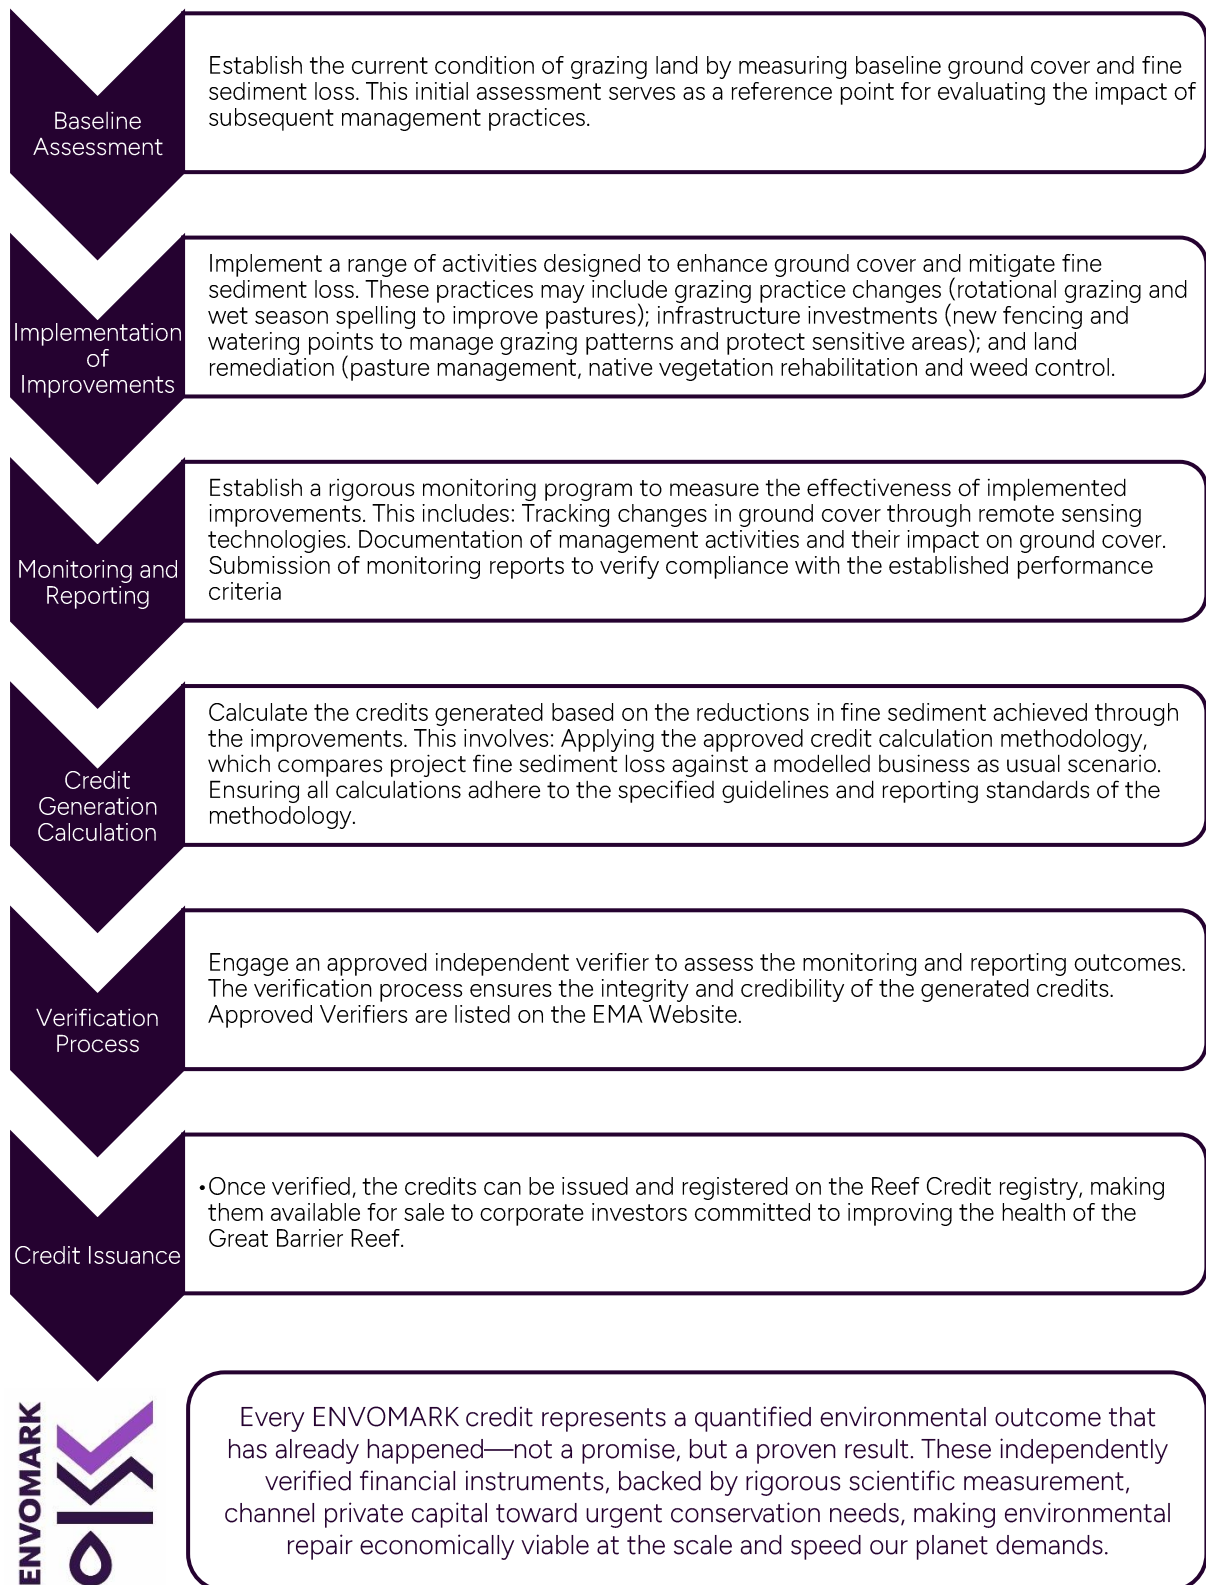 Baseline
Assessment
Establish the current condition of grazing land by measuring baseline ground cover and fine
sediment loss. This initial assessment serves as a reference point for evaluating the impact of
subsequent management practices.
Implementation
of
Improvements
Implement a range of activities designed to enhance ground cover and mitigate fine
sediment loss. These practices may include grazing practice changes (rotational grazing and
wet season spelling to improve pastures); infrastructure investments (new fencing and
watering points to manage grazing patterns and protect sensitive areas); and land
remediation (pasture management, native vegetation rehabilitation and weed control.
Monitoring and
Reporting
Establish a rigorous monitoring program to measure the effectiveness of implemented
improvements. This includes: Tracking changes in ground cover through remote sensing
technologies. Documentation of management activities and their impact on ground cover.
Submission of monitoring reports to verify compliance with the established performance
criteria
Credit
Generation
Calculation
Calculate the credits generated based on the reductions in fine sediment achieved through
the improvements. This involves: Applying the approved credit calculation methodology,
which compares project fine sediment loss against a modelled business as usual scenario.
Ensuring all calculations adhere to the specified guidelines and reporting standards of the
methodology.
Verification
Process
Engage an approved independent verifier to assess the monitoring and reporting outcomes.
The verification process ensures the integrity and credibility of the generated credits.
Approved Verifiers are listed on the EMA Website.
Credit Issuance
•Once verified, the credits can be issued and registered on the Reef Credit registry, making
them available for sale to corporate investors committed to improving the health of the
Great Barrier Reef.
ENVOMARK
Every ENVOMARK credit represents a quantified environmental outcome that
has already happened—not a promise, but a proven result. These independently
verified financial instruments, backed by rigorous scientific measurement,
channel private capital toward urgent conservation needs, making environmental
repair economically viable at the scale and speed our planet demands.